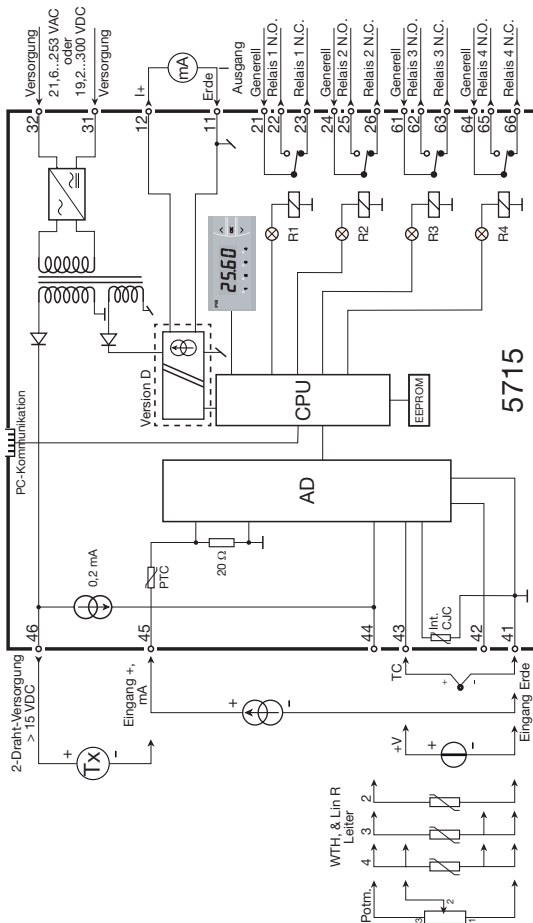 Versorgung
21,6...253 VAC
oder
19,2...300 VDC
Versorgung
32
31
I+
mA
I
Erde
Ausgang
12
11
Generell
Relais 1 N.O.
Relais 1 N.C.
21
22
23
Generell
Relais 2 N.O.
Relais 2 N.C.
24
25
26
Generell
Relais 3 N.O.
Relais 3 N.C.
61
62
63
Generell
Relais 4 N.O.
Relais 4 N.C.
64
65
66
R1
R2
R3
R4
25.60
OK
Version D
PC-Kommunikation
CPU
EEPROM
5715
AD
0,2 mA
PTC
20 Ω
Int.
CJC
46
45
44
43
42
41
2-Draht-Versorgung
> 15 VDC
+
Tx
-
Eingang +,
mA
+
-
TC
+
-
Eingang Erde
+V
+
-
WTH, & Lin R
Leiter
2
3
4
Potm.
3
2
1